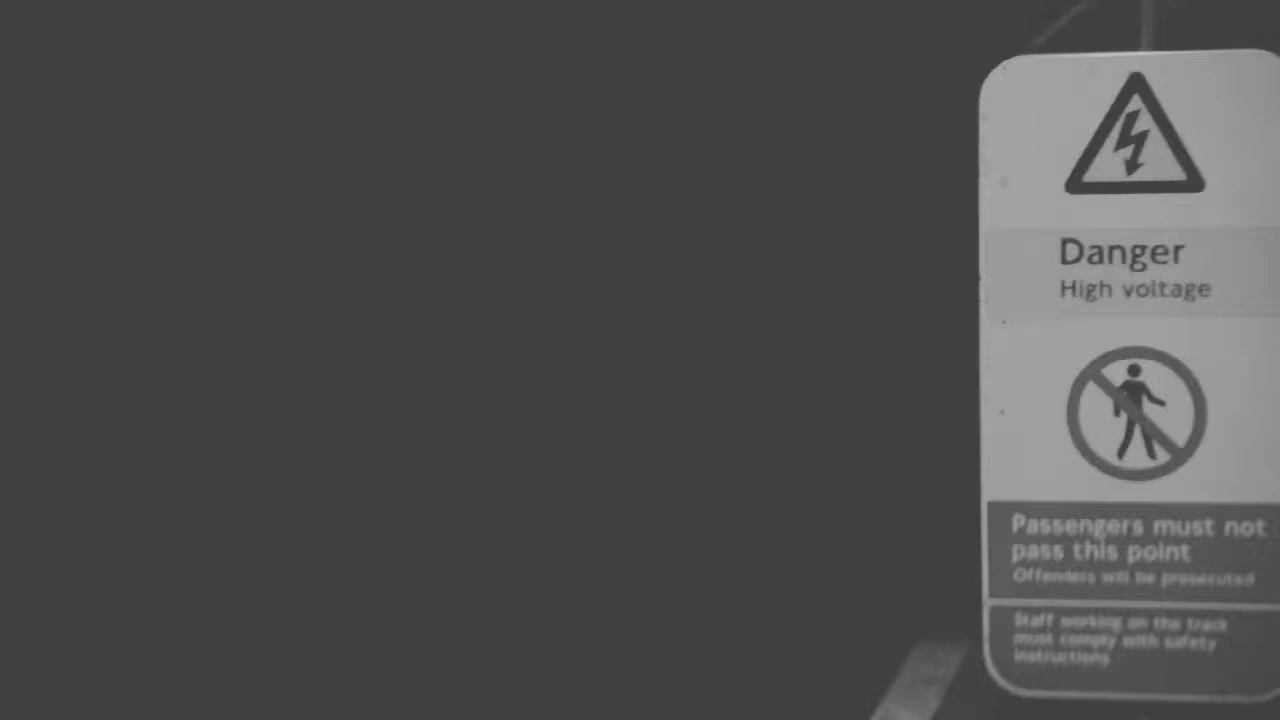 Danger
High voltage
Passengers must not
pass this point
Offenders will be prosecuted
Staff working on the track
must comply with safety
instructions